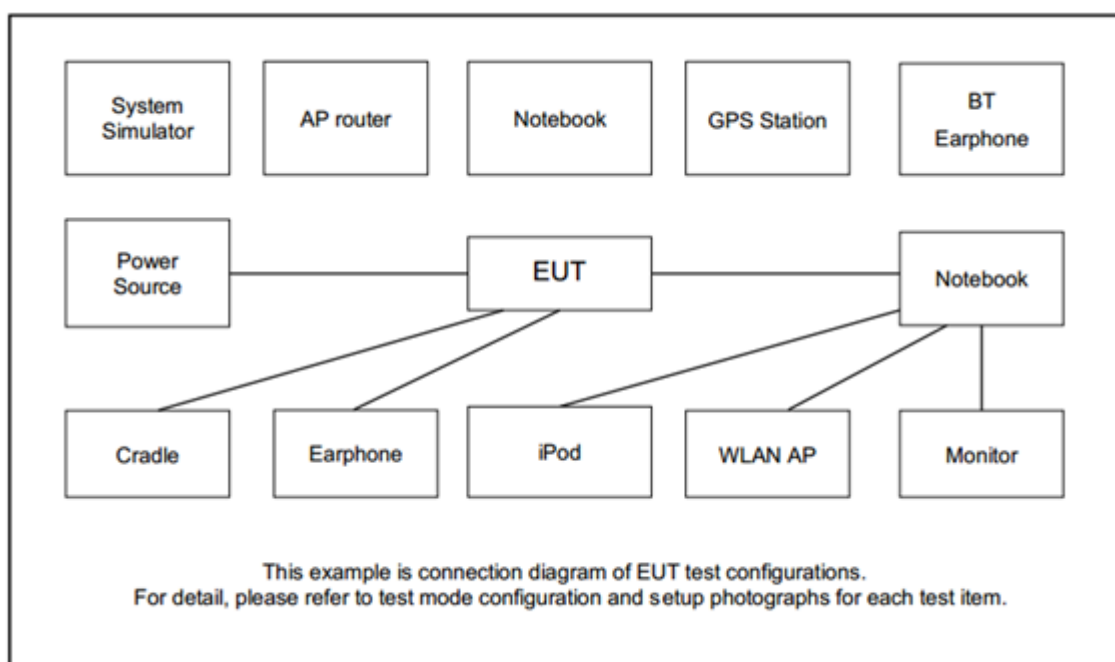 System
Simulator
AP router
Notebook
GPS Station
BT
Earphone
Power
Source
EUT
Notebook
Cradle
Earphone
iPod
WLAN AP
Monitor
This example is connection diagram of EUT test configurations.
For detail, please refer to test mode configuration and setup photographs for each test item.